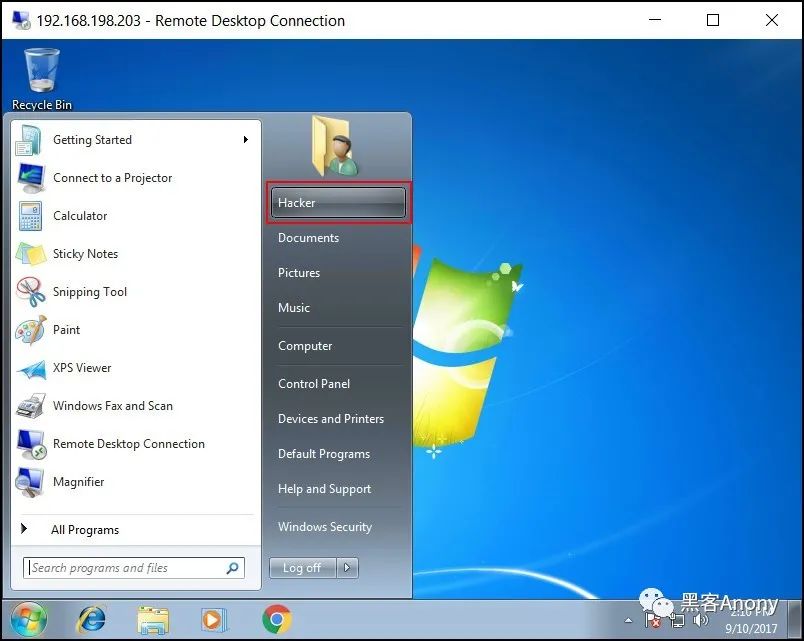 192.168.198.203 - Remote Desktop Connection
Recycle Bin
Getting Started
Connect to a Projector
Calculator
Sticky Notes
Snipping Tool
Paint
XPS Viewer
Windows Fax and Scan
Remote Desktop Connection
Magnifier
All Programs
Search programs and files
Hacker
Documents
Pictures
Music
Computer
Control Panel
Devices and Printers
Default Programs
Help and Support
Windows Security
Log off
黑客Anony
2:10 PM
9/10/2017